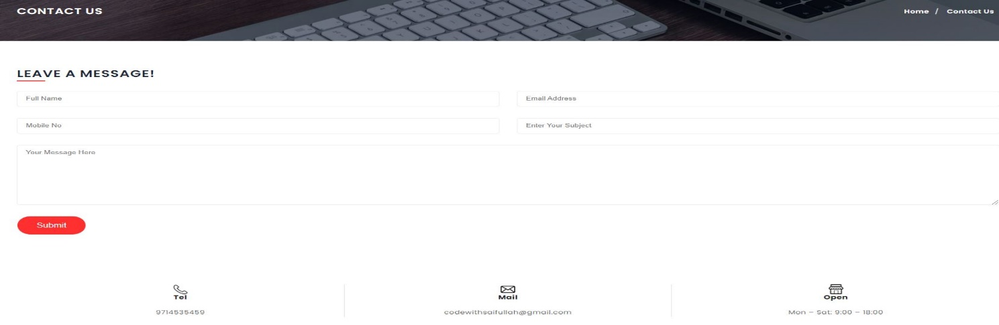 CONTACT US
Home / Contact Us
LEAVE A MESSAGE!
Full Name
Email Address
Mobile No
Enter Your Subject
Your Message Here
Submit
Tel
Mail
Open
9714535459
codewithsaifullah@gmail.com
Mon – Sat: 9:00 – 18:00